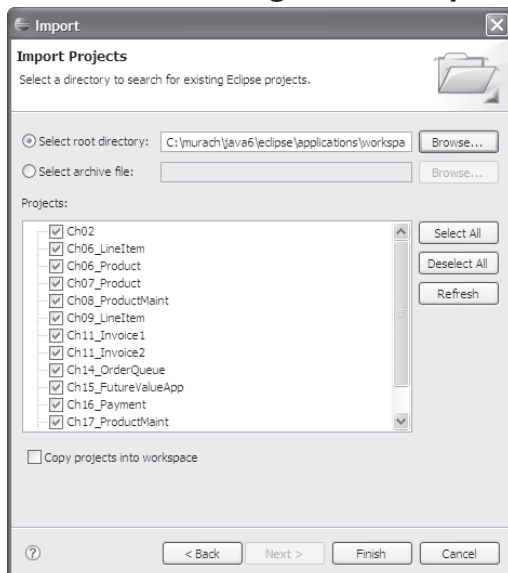 Import
Import Projects
Select a directory to search for existing Eclipse projects.
Select root directory:
C:\murach\java6\eclipse\applications\workspa
Browse...
Select archive file:
Browse...
Projects:
Ch02
Ch06_LineItem
Ch06_Product
Ch07_Product
Ch08_ProductMaint
Ch09_LineItem
Ch11_Invoice1
Ch11_Invoice2
Ch14_OrderQueue
Ch15_FutureValueApp
Ch16_Payment
Ch17_ProductMaint
Select All
Deselect All
Refresh
Copy projects into workspace
?
< Back
Next >
Finish
Cancel